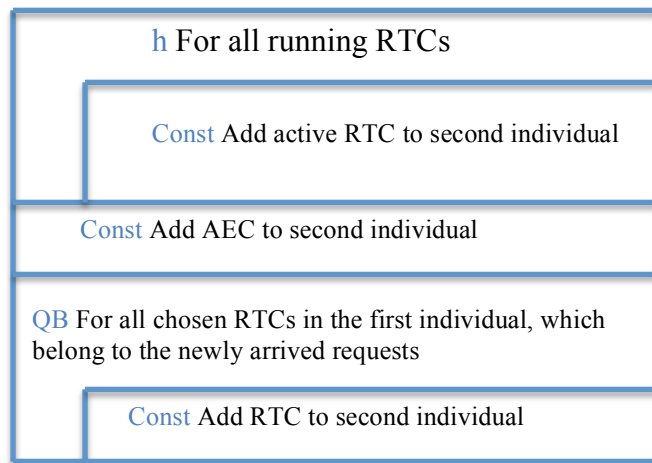 h For all running RTCs
Const Add active RTC to second individual
Const Add AEC to second individual
QB For all chosen RTCs in the first individual, which
belong to the newly arrived requests
Const Add RTC to second individual